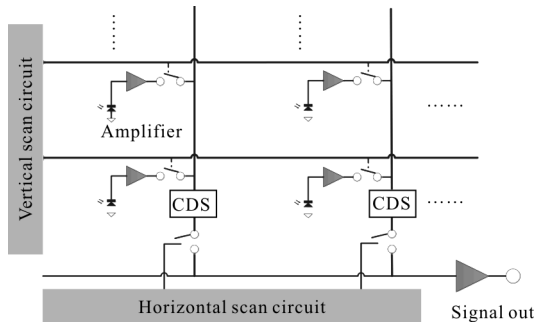 Vertical scan circuit
Amplifier
CDS
CDS
Horizontal scan circuit
Signal out